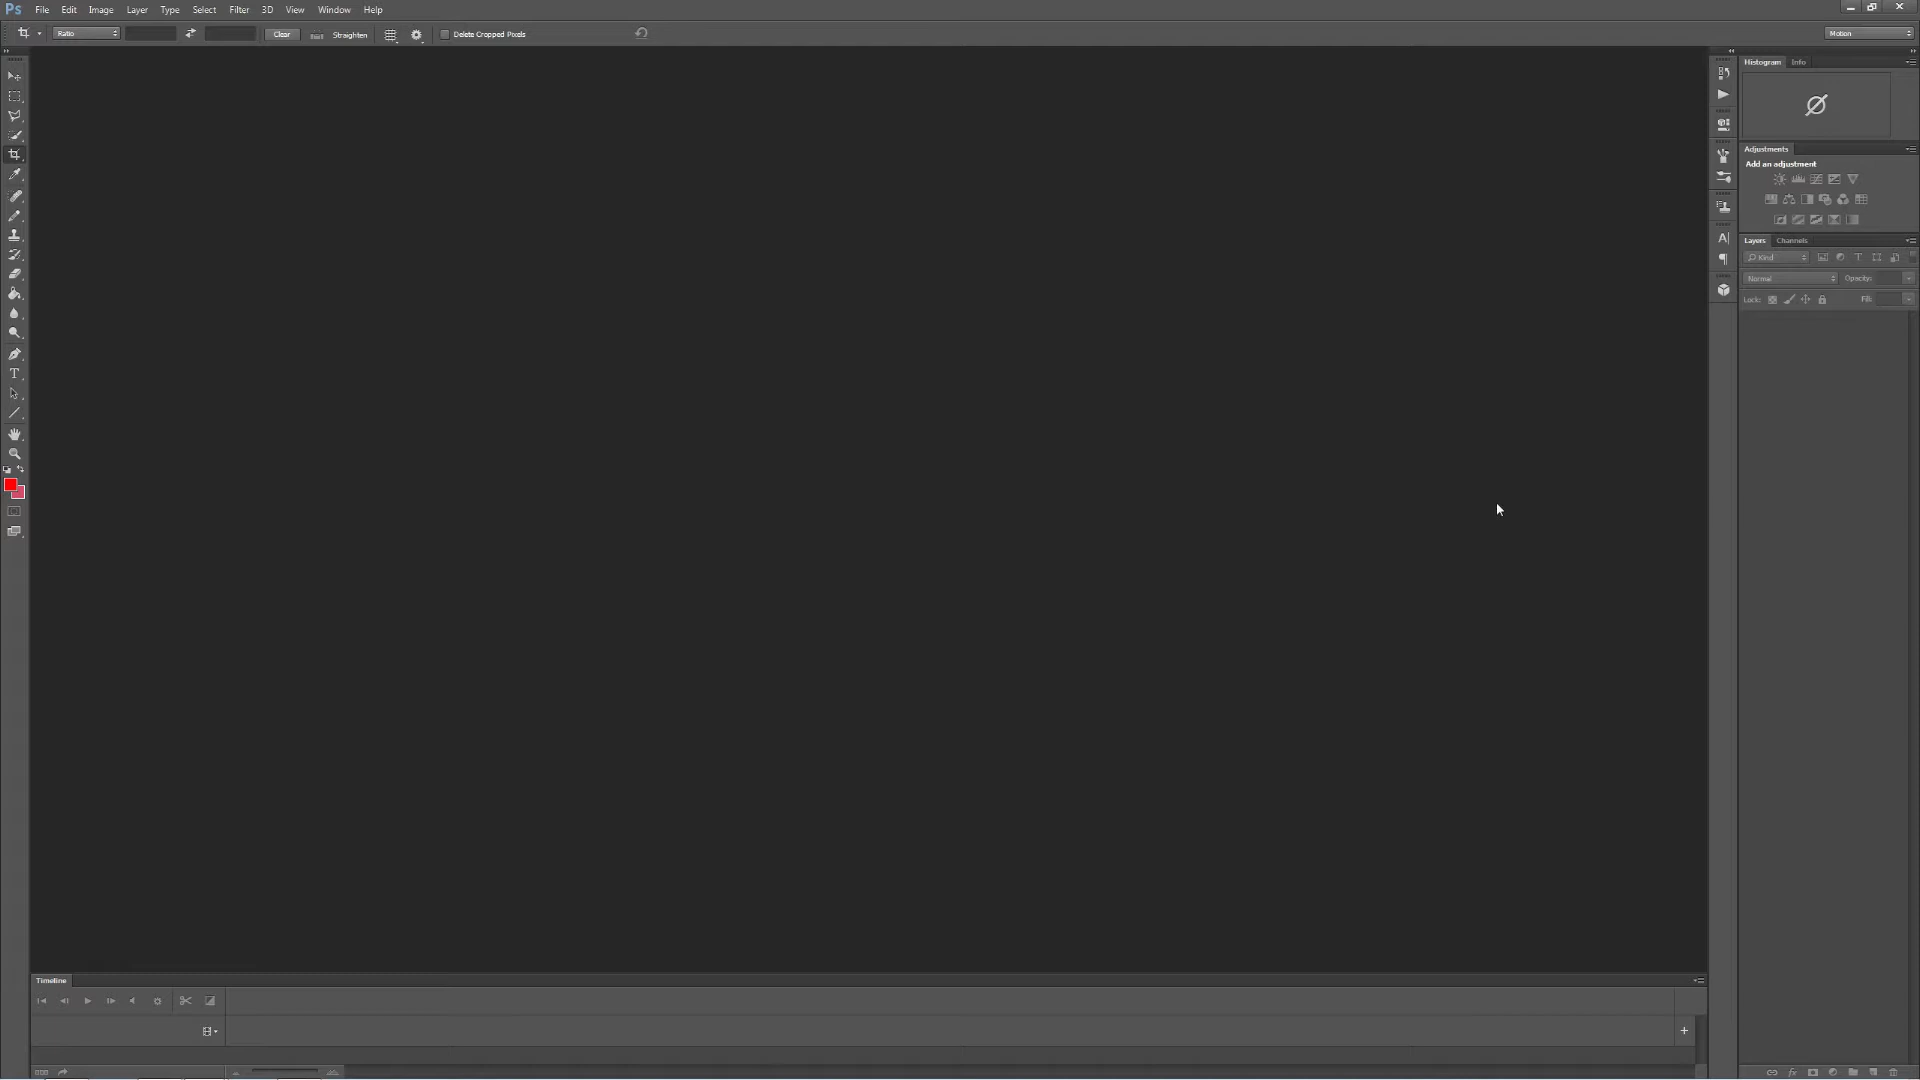 Ps File Edit Image Layer Type Select Filter 3D View Window Help
Ratio Clear Straighten Delete Cropped Pixels Motion
Histogram Info
Adjustments
Add an adjustment
Layers Channels
Kind
Normal Opacity:
Lock: Fill:
Timeline